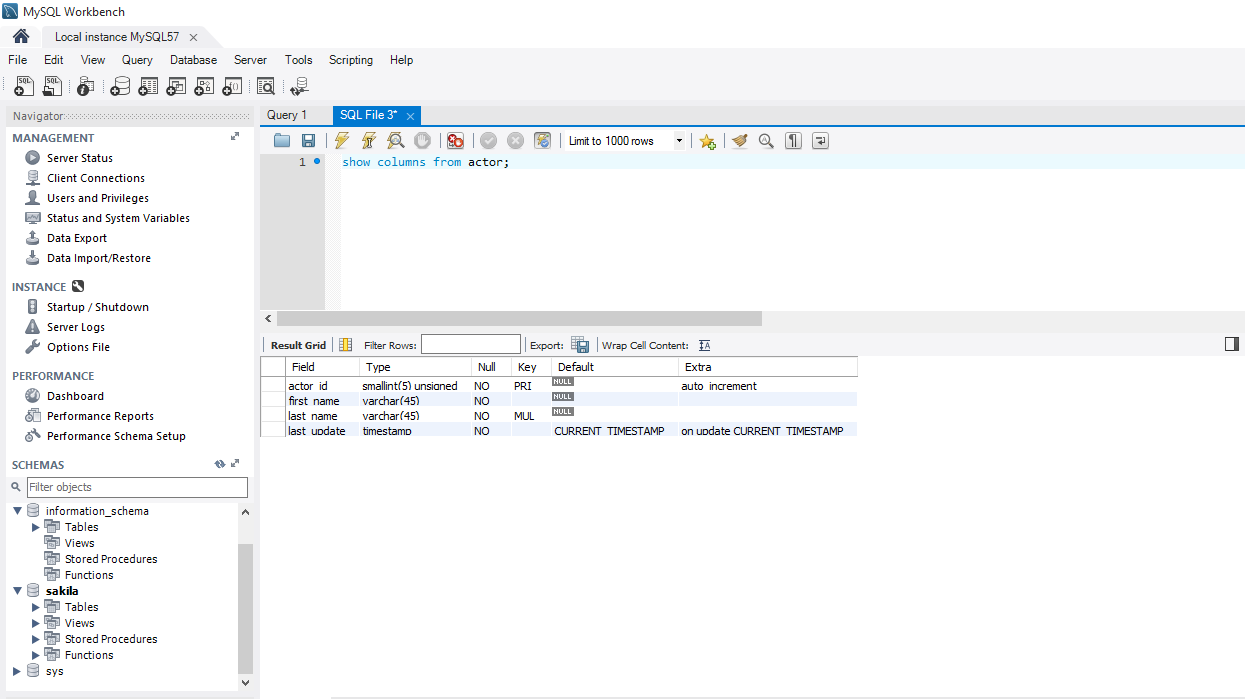 MySQL Workbench
Local instance MySQL57
File Edit View Query Database Server Tools Scripting Help
Navigator
MANAGEMENT
Server Status
Client Connections
Users and Privileges
Status and System Variables
Data Export
Data Import/Restore
INSTANCE
Startup / Shutdown
Server Logs
Options File
PERFORMANCE
Dashboard
Performance Reports
Performance Schema Setup
SCHEMAS
Filter objects
information_schema
Tables
Views
Stored Procedures
Functions
sakila
Tables
Views
Stored Procedures
Functions
sys
Query 1 SQL File 3*
Limit to 1000 rows
1 show columns from actor;
Result Grid Filter Rows: Export: Wrap Cell Content:
Field Type Null Key Default Extra
actor_id smallint(5) unsigned NO PRI NULL auto_increment
first_name varchar(45) NO NULL
last_name varchar(45) NO MUL NULL
last_update timestamp NO CURRENT_TIMESTAMP on update CURRENT_TIMESTAMP